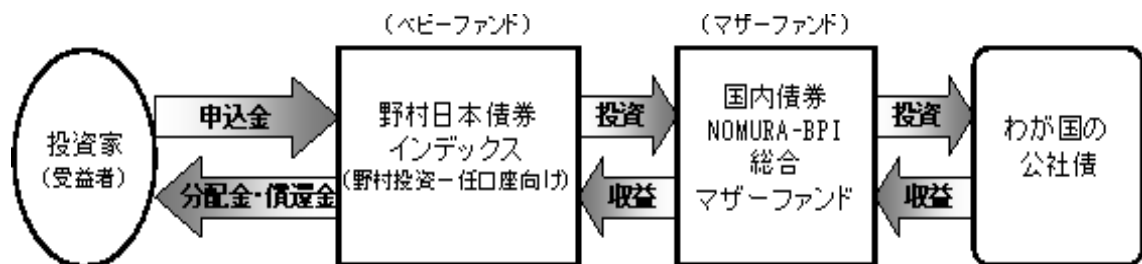 (ベビーファンド)
(マザーファンド)
投資家
(受益者)
申込金
分配金・償還金
野村日本債券
インデックス
(野村投資一任口座向け)
投資
収益
国内債券
NOMURA-BPI
総合
マザーファンド
投資
収益
わが国の
公社債